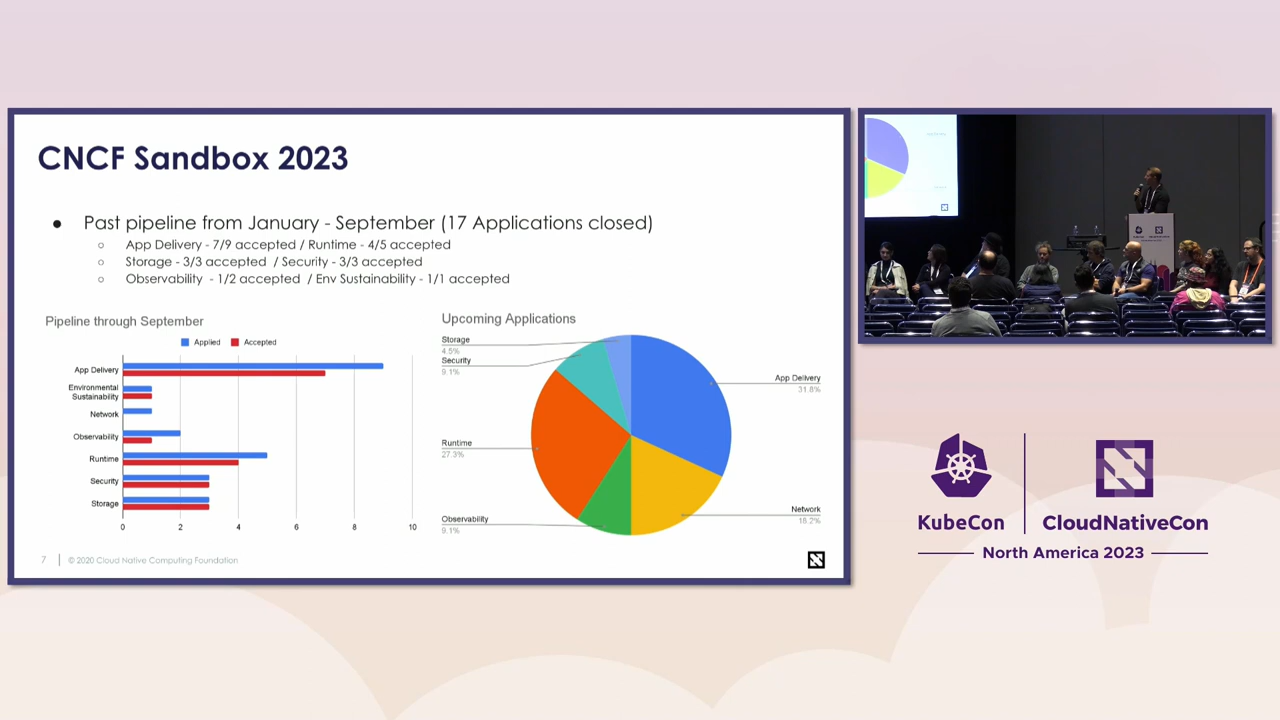 CNCF Sandbox 2023
● Past pipeline from January - September (17 Applications closed)
○ App Delivery - 7/9 accepted / Runtime - 4/5 accepted
○ Storage - 3/3 accepted / Security - 3/3 accepted
○ Observability - 1/2 accepted / Env Sustainability - 1/1 accepted
Pipeline through September
Applied Accepted
App Delivery
Environmental
Sustainability
Network
Observability
Runtime
Security
Storage
0 2 4 6 8 10
Upcoming Applications
Storage
4.5%
Security
9.1%
Runtime
27.3%
Observability
9.1%
App Delivery
31.8%
Network
18.2%
7 | © 2020 Cloud Native Computing Foundation
KubeCon | CloudNativeCon
North America 2023